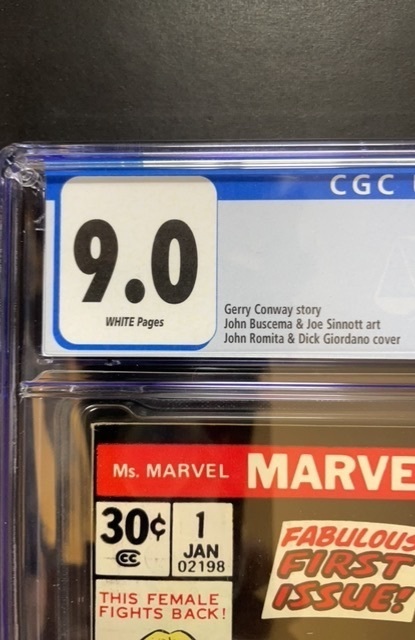 CGC
9.0
WHITE Pages
Gerry Conway story
John Buscema & Joe Sinnott art
John Romita & Dick Giordano cover
Ms. MARVEL MARVE
30¢
CC
1
JAN
02198
FABULOUS
FIRST
ISSUE!
THIS FEMALE
FIGHTS BACK!